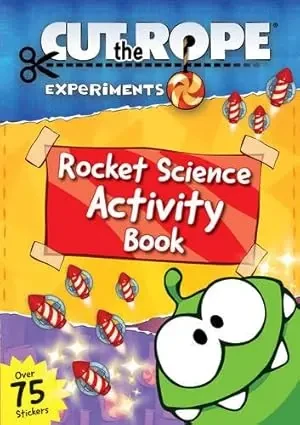 CUT the ROPE®
EXPERIMENTS
Rocket Science
Activity
Book
Over
75
Stickers